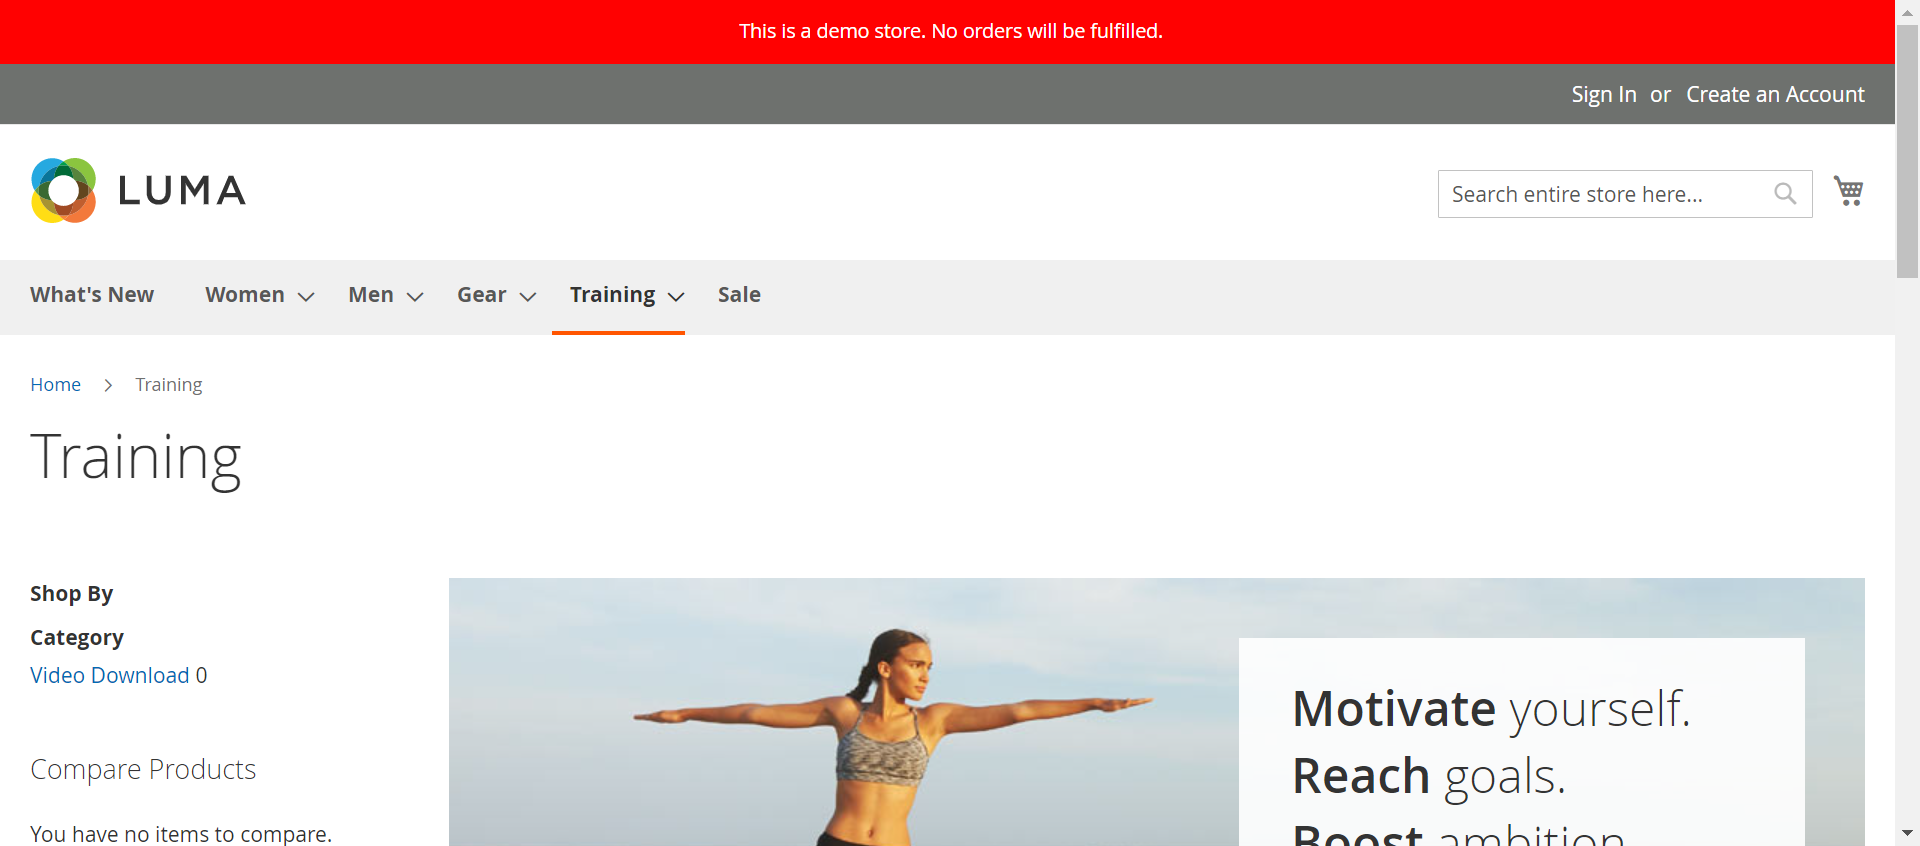 This is a demo store. No orders will be fulfilled.
Sign In or Create an Account
LUMA
Search entire store here...
What's New Women Men Gear Training Sale
Home Training
Training
Shop By
Category
Video Download 0
Compare Products
You have no items to compare.
Motivate yourself.
Reach goals.
Boost ambition.